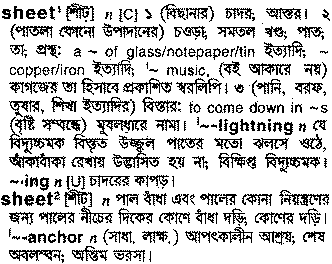 sheet¹ [শীট্] n [C] ১ (বিছানার) চাদর, আস্তর। ২
(পাতলা কোনো উপাদানের) চওড়া, সমতল খণ্ড; পাত,
তা, প্রস্থ: a ~ of glass/notepaper/tin ইত্যাদি; ~
copper/iron ইত্যাদি; ˈ~ music, (বই আকারে নয়)
কাগজের তা হিসাবে প্রকাশিত স্বরলিপি। ৩ (পানি, বরফ,
তুষার, শিখা ইত্যাদির) বিস্তার: to come down in ~s
(বৃষ্টি সম্বন্ধে) মুষলধারে নামা। ˈ~-lightning n যে
বিদ্যুচ্চমক বিস্তৃত উজ্জ্বল পাতের মতো ঝলসে ওঠে,
আঁকাবাঁকা রেখায় উদ্ভাসিত হয় না; বিক্ষিপ্ত বিদ্যুচ্চমক।
~·ing n [U] চাদরের কাপড়।
sheet² [শীট্] n পাল বাঁধা এবং পালের কোনা নিয়ন্ত্রণের
জন্য পালের নীচের দিকের কোণে বাঁধা দড়ি; কোণের দড়ি।
ˈ~-anchor n (সাধা, লাক্ষ.) আপৎকালীন আশ্রয়; শেষ
অবলম্বন; অন্তিম ভরসা।